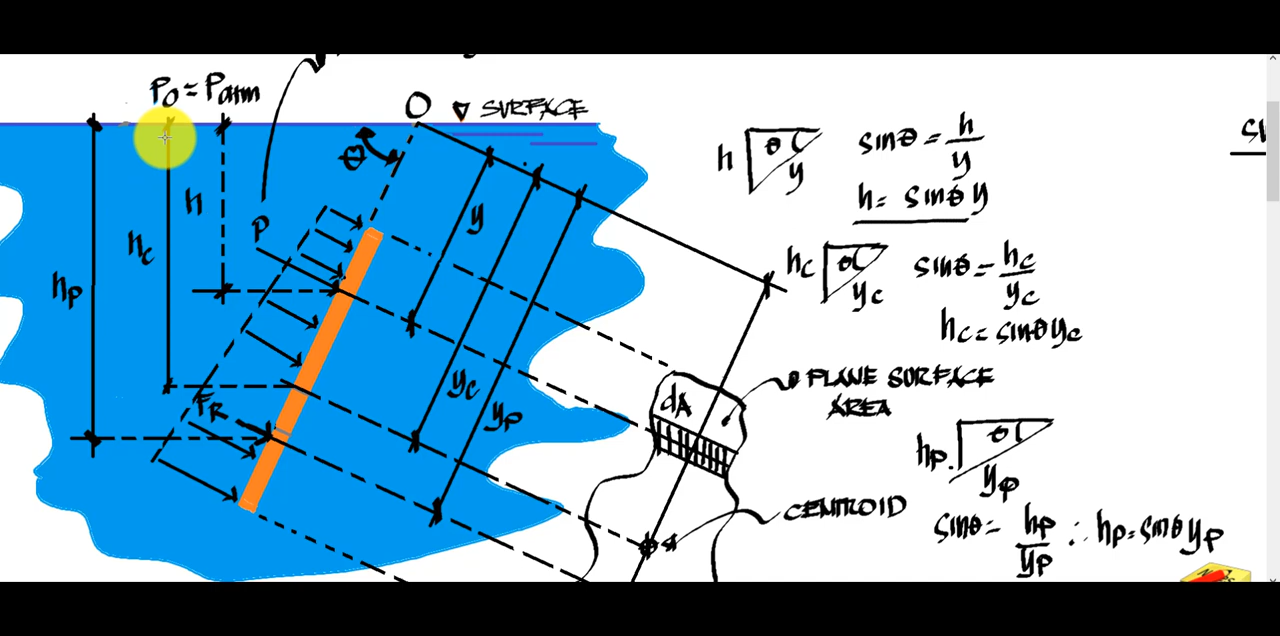 P₀ = Patm
O ▽ SURFACE
θ
h
hc
hp
P
FR
y
yc
yp
dA
PLANE SURFACE
AREA
CENTROID
h θ y
sinθ = h/y
h = sinθ y
hc θ yc
sinθ = hc/yc
hc = sinθ yc
hp θ yp
sinθ = hp/yp ∴ hp = sinθ yp